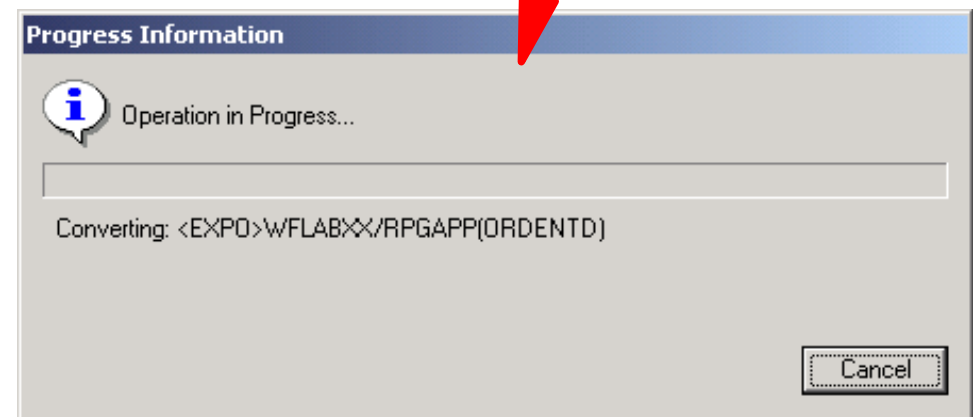 Progress Information
Operation in Progress...
Converting: <EXPO>WFLABXX/RPGAPP(ORDENTD)
Cancel